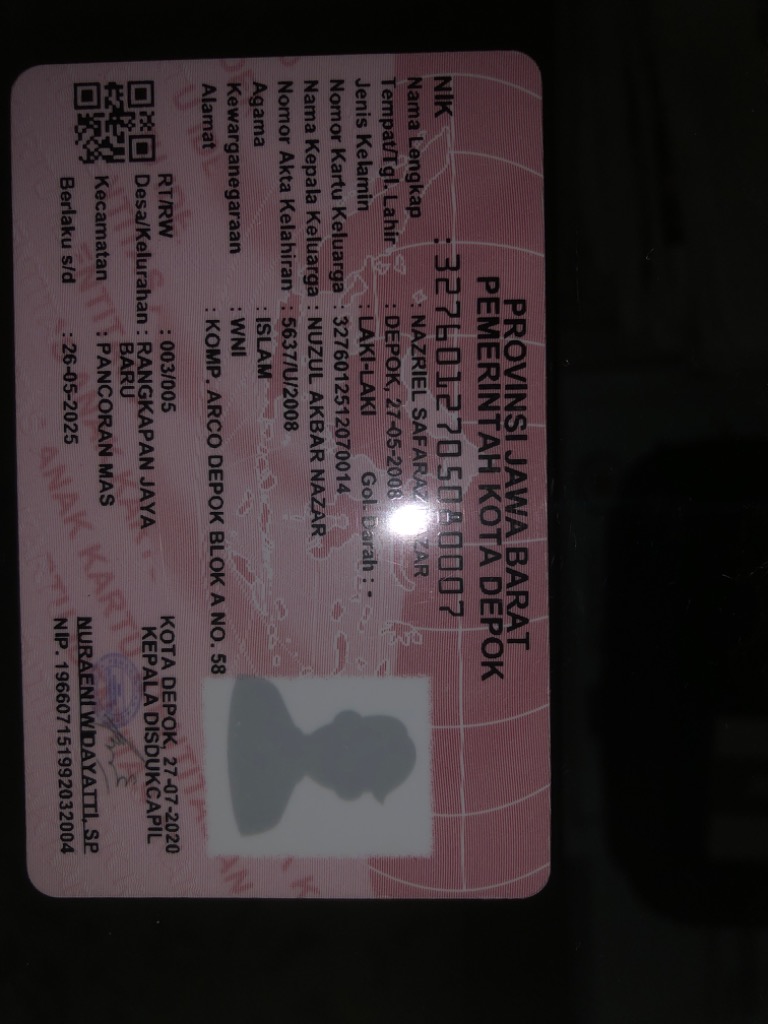 PROVINSI JAWA BARAT
PEMERINTAH KOTA DEPOK
NIK :
Nama Lengkap : NAZRIEL
Tempat/Tgl. Lahir : DEPOK, 27-05-2008
Jenis Kelamin : LAKI-LAKI Gol. Darah : -
Nomor Kartu Keluarga : 3276012512070014
Nama Kepala Keluarga : NUZUL AKBAR NAZAR
Nomor Akta Kelahiran : 5637/U/2008
Agama : ISLAM
Kewarganegaraan : WNI
Alamat : KOMP. ARCO DEPOK BLOK A NO. 58
RT/RW : 003/005
Desa/Kelurahan : RANGKAPAN JAYA
BARU
Kecamatan : PANCORAN MAS
Berlaku s/d : 26-05-2025
KOTA DEPOK, 27-07-2020
KEPALA DISDUKCAPIL
NURAENI WIDAYATTI, SP
NIP. 196607151992032004